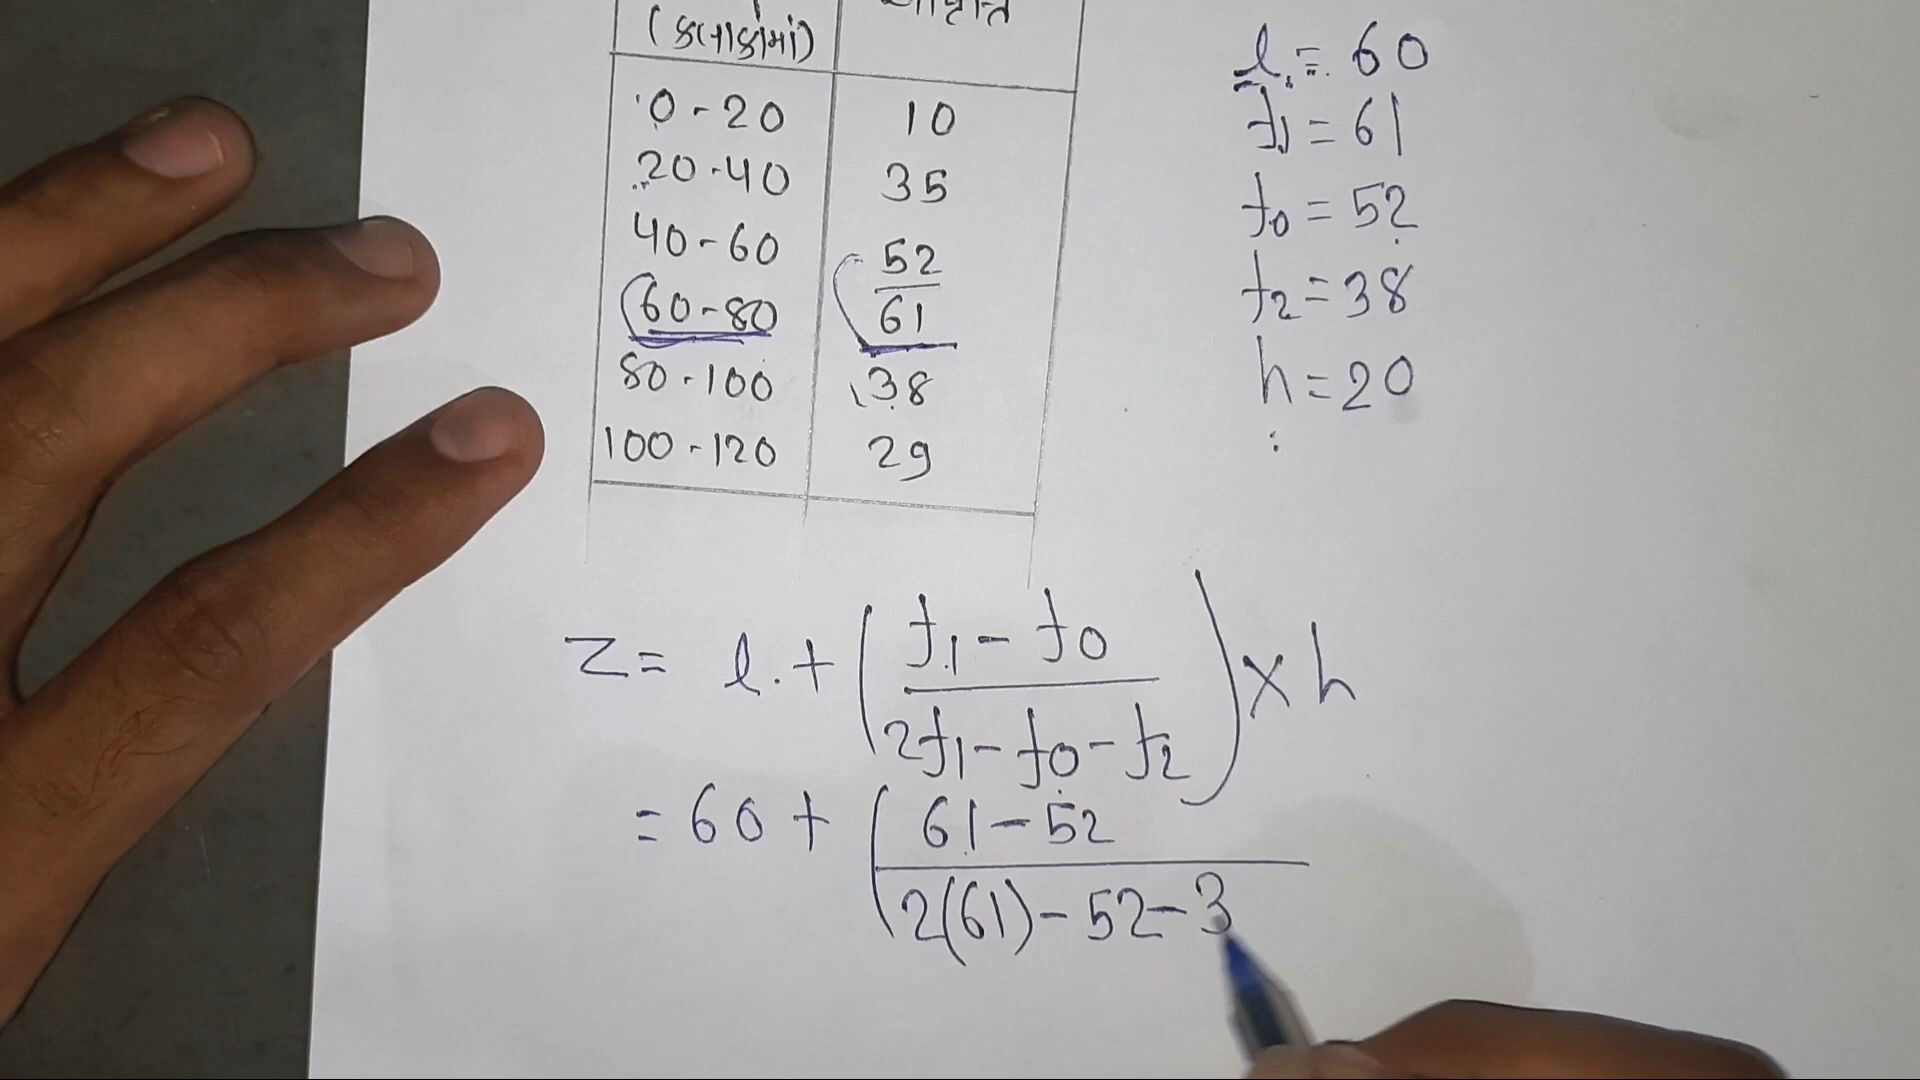 (કલાકોમાં)
0-20 10
20-40 35
40-60 52
60-80 61
80-100 38
100-120 29
l = 60
f1 = 61
f0 = 52
f2 = 38
h = 20
Z = l + (f1 - f0 / 2f1 - f0 - f2) x h
= 60 + (61 - 52 / 2(61) - 52 - 3